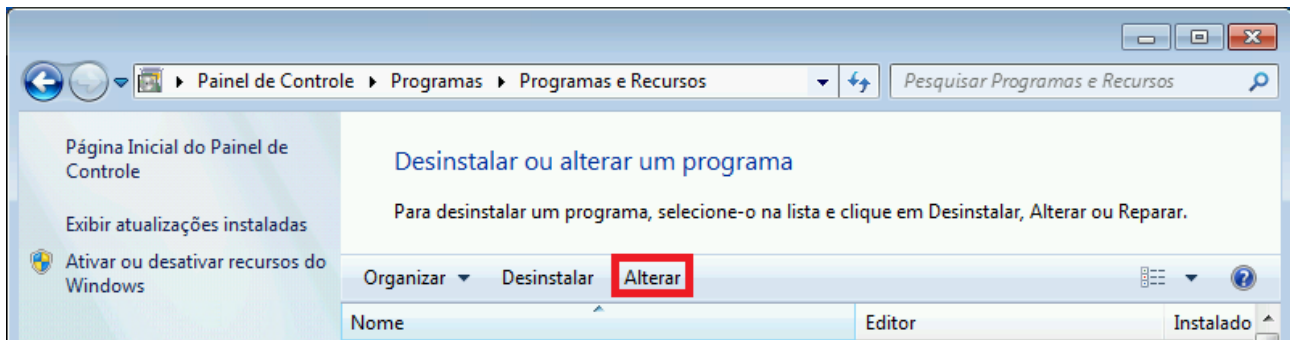 Painel de Controle ▸ Programas ▸ Programas e Recursos
Pesquisar Programas e Recursos
Página Inicial do Painel de
Controle
Exibir atualizações instaladas
Ativar ou desativar recursos do
Windows
Desinstalar ou alterar um programa
Para desinstalar um programa, selecione-o na lista e clique em Desinstalar, Alterar ou Reparar.
Organizar Desinstalar Alterar
Nome Editor Instalado